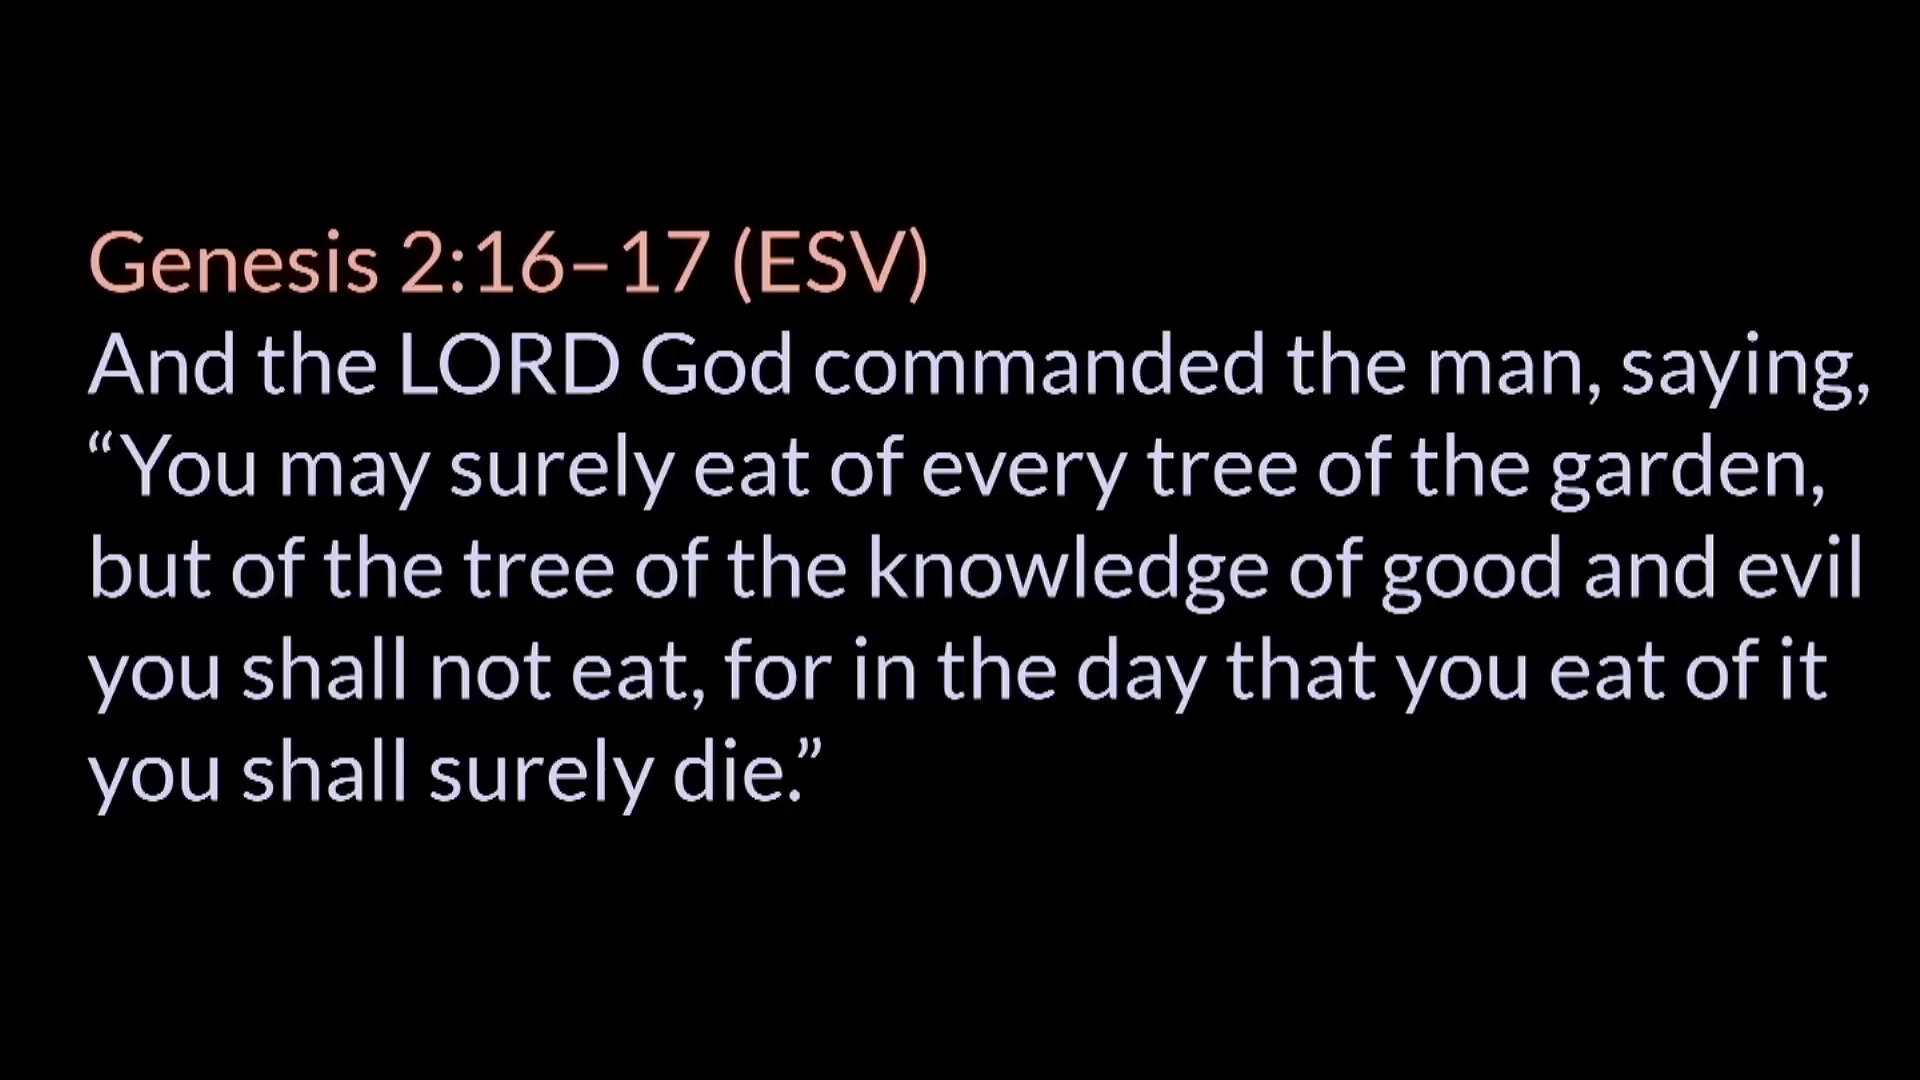 Genesis 2:16–17 (ESV)
And the LORD God commanded the man, saying,
“You may surely eat of every tree of the garden,
but of the tree of the knowledge of good and evil
you shall not eat, for in the day that you eat of it
you shall surely die.”